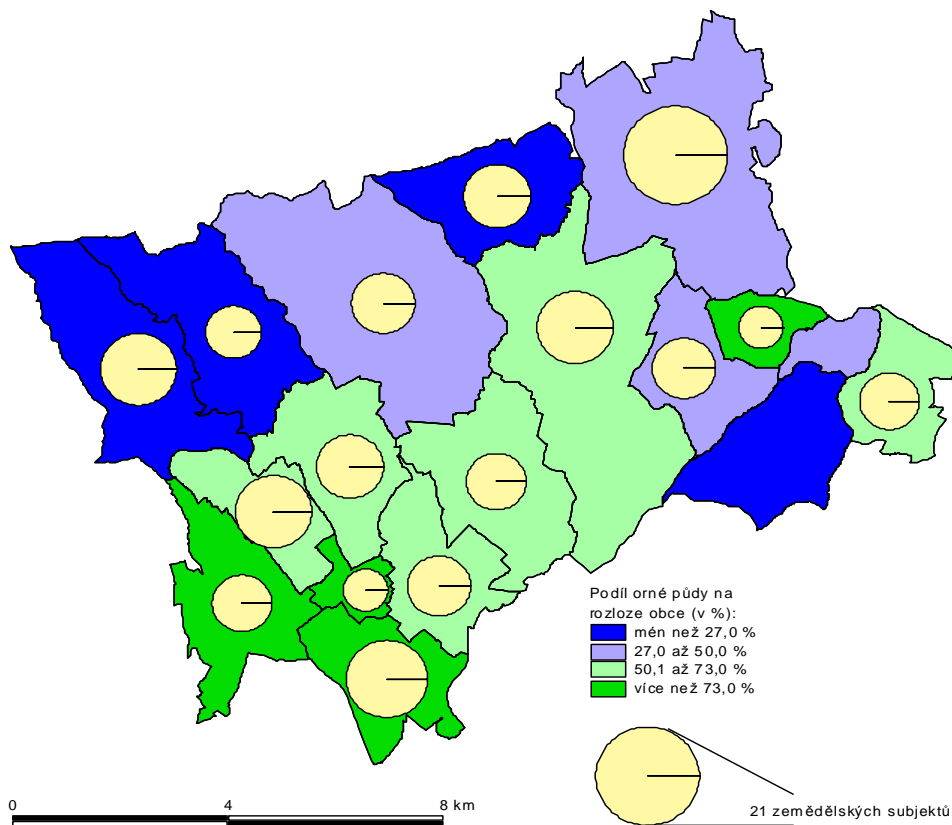 Podíl orné půdy na
rozloze obce (v %):
mén než 27,0 %
27,0 až 50,0 %
50,1 až 73,0 %
více než 73,0 %
0 4 8 km
21 zemědělských subjektů